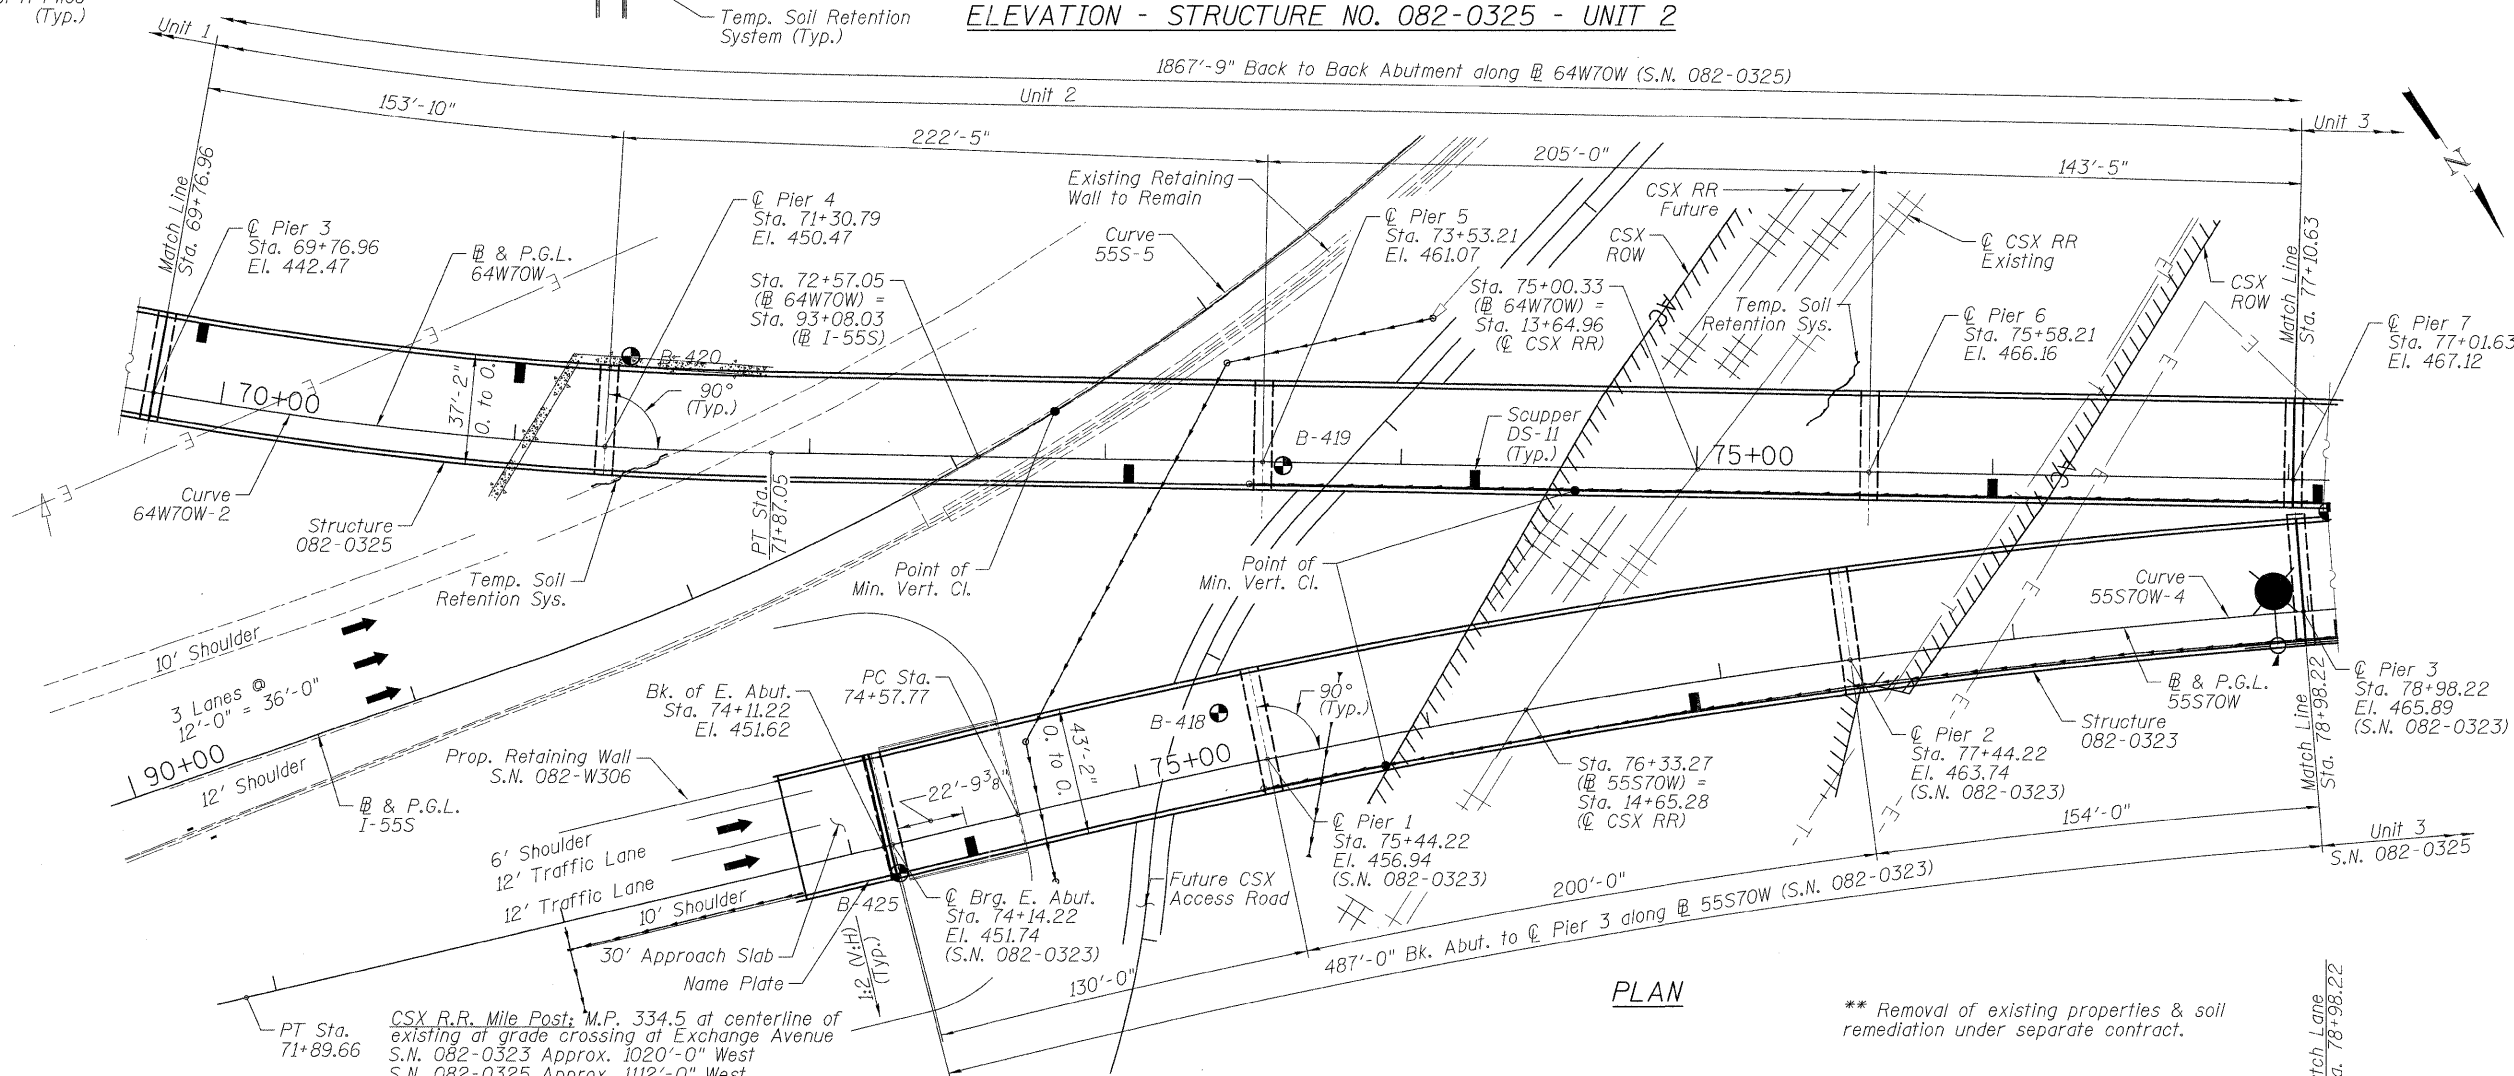 (Typ.)
Temp. Soil Retention
System (Typ.)
ELEVATION - STRUCTURE NO. 082-0325 - UNIT 2
Unit 1
1867'-9" Back to Back Abutment along ℄ 64W70W (S.N. 082-0325)
Unit 2
Unit 3
153'-10"
222'-5"
205'-0"
143'-5"
N
Match Line
Sta. 69+76.96
℄ Pier 3
Sta. 69+76.96
El. 442.47
℄ Pier 4
Sta. 71+30.79
El. 450.47
Existing Retaining
Wall to Remain
Curve
55S-5
℄ Pier 5
Sta. 73+53.21
El. 461.07
CSX RR
Future
CSX
ROW
℄ CSX RR
Existing
CSX
ROW
Match Line
Sta. 77+10.63
℄ Pier 7
Sta. 77+01.63
El. 467.12
℄ Pier 6
Sta. 75+58.21
El. 466.16
Temp. Soil
Retention Sys.
Sta. 75+00.33
(B 64W70W) =
Sta. 13+64.96
(℄ CSX RR)
B & P.G.L.
64W70W
Sta. 72+57.05
(B 64W70W) =
Sta. 93+08.03
(B I-55S)
B-420
90°
(Typ.)
37'-2"
O. to O.
70+00
B-419
Scupper
DS-11
(Typ.)
75+00
A/C
A/C
Curve
64W70W-2
Structure
082-0325
PT Sta.
71+87.05
Temp. Soil
Retention Sys.
Point of
Min. Vert. Cl.
Point of
Min. Vert. Cl.
Curve
55S70W-4
10' Shoulder
3 Lanes @
12'-0" = 36'-0"
90+00
12' Shoulder
B & P.G.L.
I-55S
Bk. of E. Abut.
Sta. 74+11.22
El. 451.62
PC Sta.
74+57.77
Prop. Retaining Wall
S.N. 082-W306
B-418
90°
(Typ.)
43'-2"
O. to O.
75+00
22'-9 3/8"
6' Shoulder
12' Traffic Lane
12' Traffic Lane
10' Shoulder
B-425
30' Approach Slab
Name Plate
1:2 (V:H)
(Typ.)
℄ Brg. E. Abut.
Sta. 74+14.22
El. 451.74
(S.N. 082-0323)
Future CSX
Access Road
℄ Pier 1
Sta. 75+44.22
El. 456.94
(S.N. 082-0323)
Sta. 76+33.27
(B 55S70W) =
Sta. 14+65.28
(℄ CSX RR)
℄ Pier 2
Sta. 77+44.22
El. 463.74
(S.N. 082-0323)
Structure
082-0323
B & P.G.L.
55S70W
℄ Pier 3
Sta. 78+98.22
El. 465.89
(S.N. 082-0323)
Match Line
Sta. 78+98.22
Unit 3
S.N. 082-0325
130'-0"
200'-0"
154'-0"
487'-0" Bk. Abut. to ℄ Pier 3 along B 55S70W (S.N. 082-0323)
PLAN
PT Sta.
71+89.66
CSX R.R. Mile Post: M.P. 334.5 at centerline of
existing at grade crossing at Exchange Avenue
S.N. 082-0323 Approx. 1020'-0" West
S.N. 082-0325 Approx. 1112'-0" West
** Removal of existing properties & soil
remediation under separate contract.
78+98.22